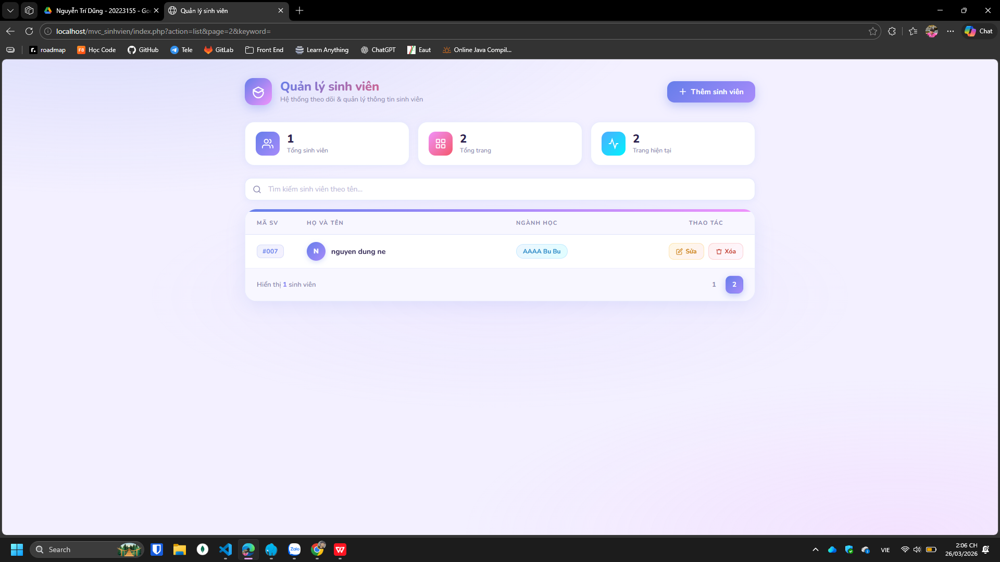 Nguyễn Trí Dũng - 20223155 - Goo
Quản lý sinh viên
localhost/mvc_sinhvien/index.php?action=list&page=2&keyword=
Chat
roadmap
F8
Học Code
GitHub
Tele
GitLab
Front End
Learn Anything
ChatGPT
Eaut
Online Java Compil...
Quản lý sinh viên
Hệ thống theo dõi & quản lý thông tin sinh viên
Thêm sinh viên
1
Tổng sinh viên
2
Tổng trang
2
Trang hiện tại
Tìm kiếm sinh viên theo tên...
MÃ SV
HỌ VÀ TÊN
NGÀNH HỌC
THAO TÁC
#007
N
nguyen dung ne
AAAA Bu Bu
Sửa
Xóa
Hiển thị 1 sinh viên
1
2
Search
Zalo
VIE
2:06 CH
26/03/2026